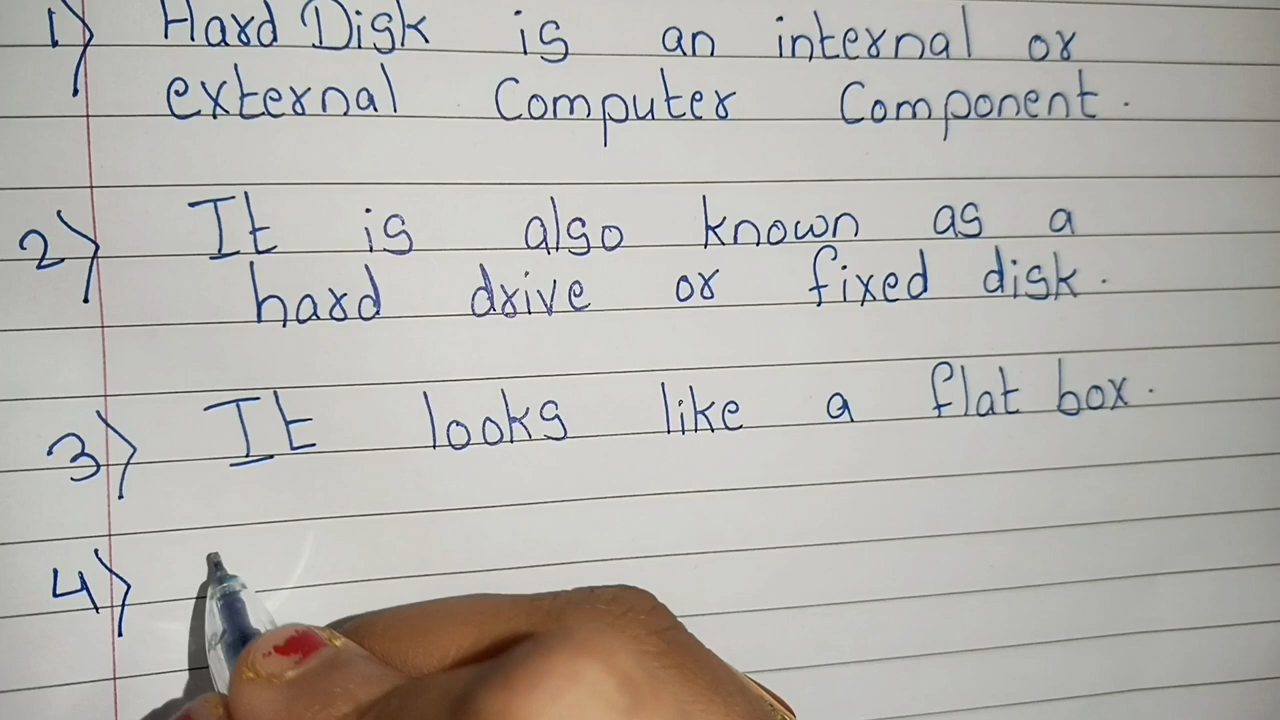 1) Hard Disk is an internal or
external Computer Component.
2) It is also known as a
hard drive or fixed disk.
3) It looks like a flat box.
4)